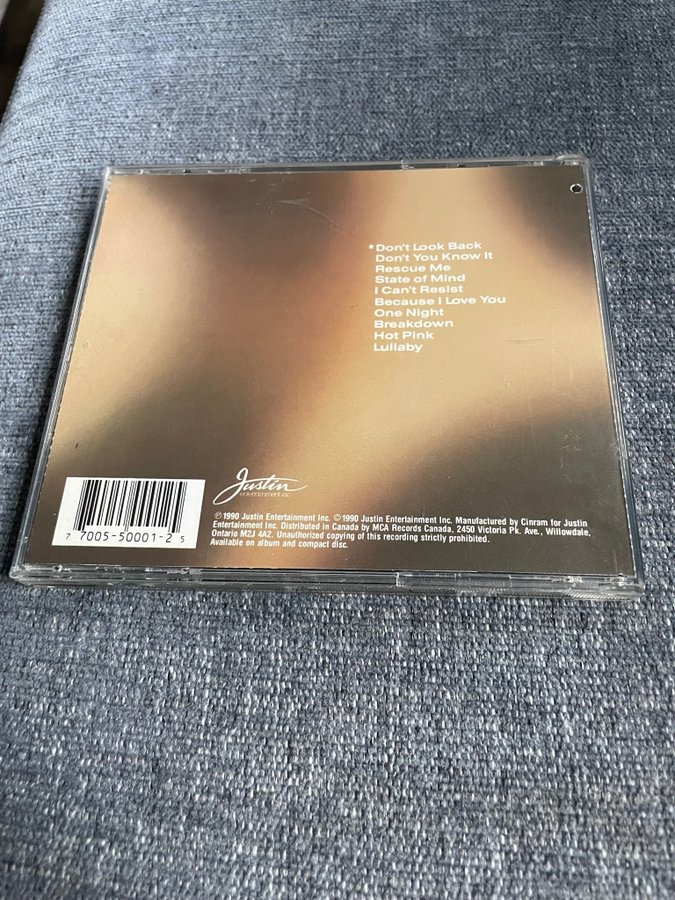 *Don't Look Back
Don't You Know It
Rescue Me
State of Mind
I Can't Resist
Because I Love You
One Night
Breakdown
Hot Pink
Lullaby
Justin
entertainment inc
℗ 1990 Justin Entertainment Inc. © 1990 Justin Entertainment Inc. Manufactured by Cinram for Justin
Entertainment Inc. Distributed in Canada by MCA Records Canada, 2450 Victoria Pk. Ave., Willowdale,
Ontario M2J 4A2. Unauthorized copying of this recording strictly prohibited.
Available on album and compact disc.
7 7005-50001-2 5